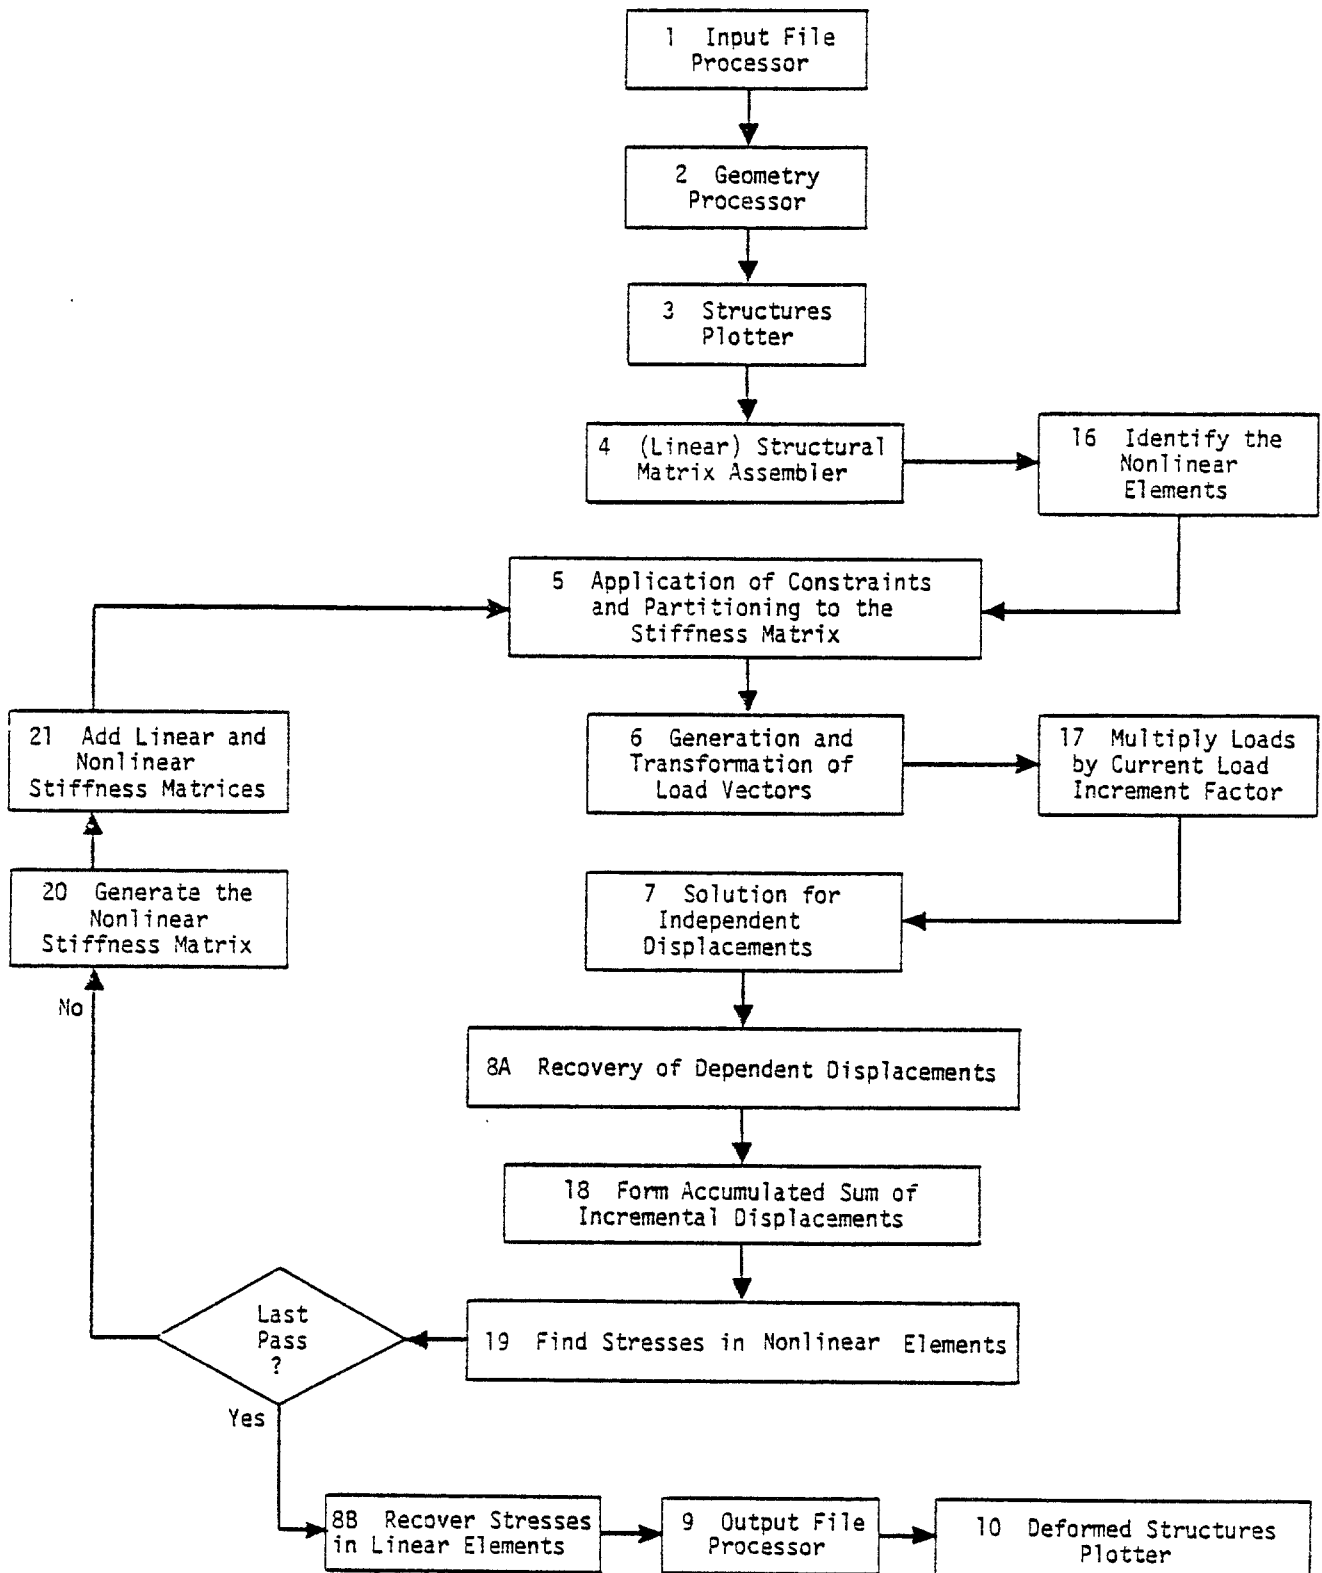 1 Input File
Processor
2 Geometry
Processor
3 Structures
Plotter
4 (Linear) Structural
Matrix Assembler
16 Identify the
Nonlinear
Elements
5 Application of Constraints
and Partitioning to the
Stiffness Matrix
21 Add Linear and
Nonlinear
Stiffness Matrices
6 Generation and
Transformation of
Load Vectors
17 Multiply Loads
by Current Load
Increment Factor
20 Generate the
Nonlinear
Stiffness Matrix
7 Solution for
Independent
Displacements
No
8A Recovery of Dependent Displacements
18 Form Accumulated Sum of
Incremental Displacements
Last
Pass
?
19 Find Stresses in Nonlinear Elements
Yes
8B Recover Stresses
in Linear Elements
9 Output File
Processor
10 Deformed Structures
Plotter